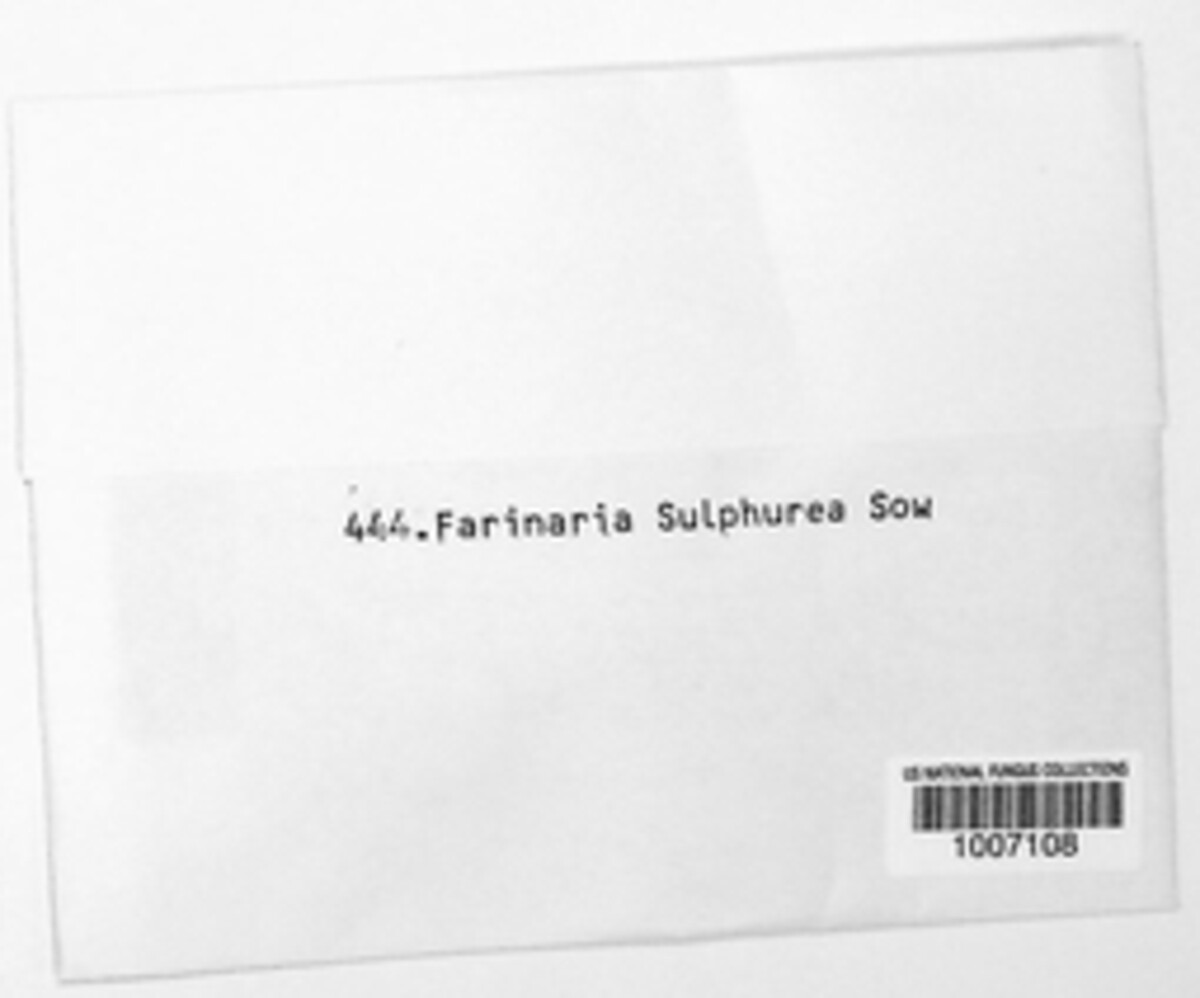 444.Farinaria Sulphurea Sow
US NATIONAL FUNGUS COLLECTIONS
1007108